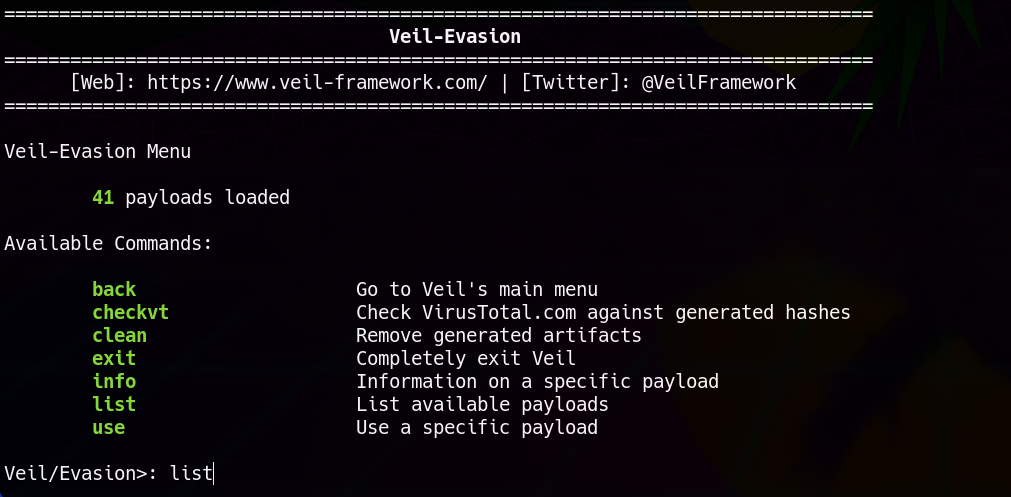 ===============================================================================
Veil-Evasion
===============================================================================
[Web]: https://www.veil-framework.com/ | [Twitter]: @VeilFramework
===============================================================================
Veil-Evasion Menu
41 payloads loaded
Available Commands:
back Go to Veil's main menu
checkvt Check VirusTotal.com against generated hashes
clean Remove generated artifacts
exit Completely exit Veil
info Information on a specific payload
list List available payloads
use Use a specific payload
Veil/Evasion>: list